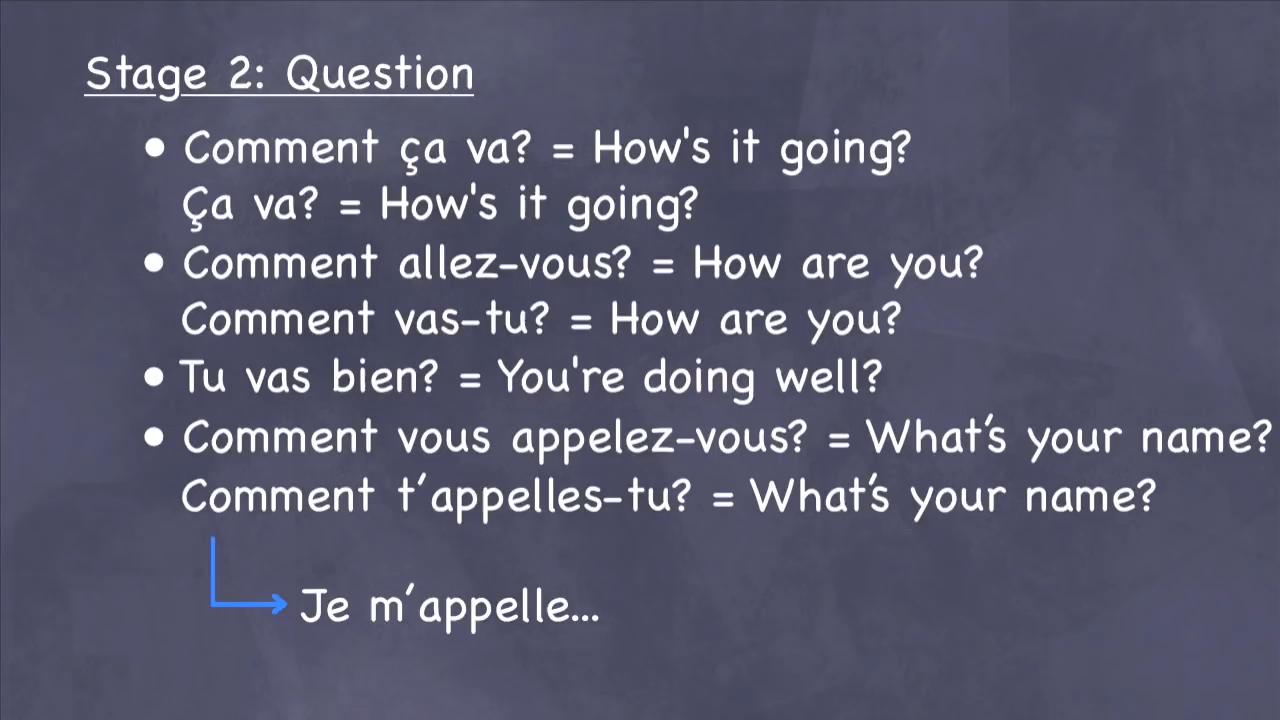 Stage 2: Question
• Comment ça va? = How's it going?
Ça va? = How's it going?
• Comment allez-vous? = How are you?
Comment vas-tu? = How are you?
• Tu vas bien? = You're doing well?
• Comment vous appelez-vous? = What's your name?
Comment t'appelles-tu? = What's your name?
Je m'appelle...